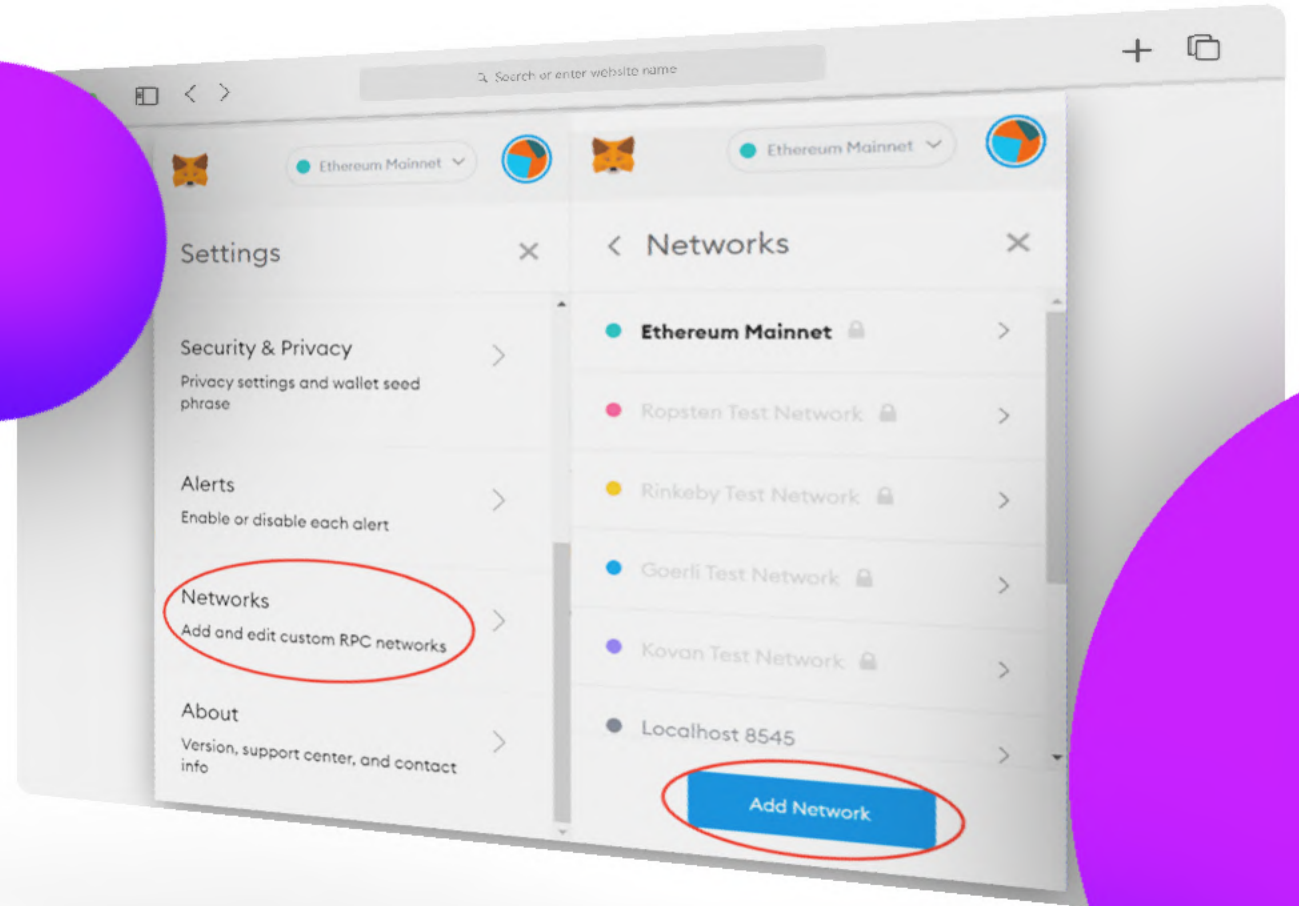 Search or enter website name
Ethereum Mainnet
Settings
Security & Privacy
Privacy settings and wallet seed
phrase
Alerts
Enable or disable each alert
Networks
Add and edit custom RPC networks
About
Version, support center, and contact
info
Ethereum Mainnet
Networks
Ethereum Mainnet
Ropsten Test Network
Rinkeby Test Network
Goerli Test Network
Kovan Test Network
Localhost 8545
Add Network